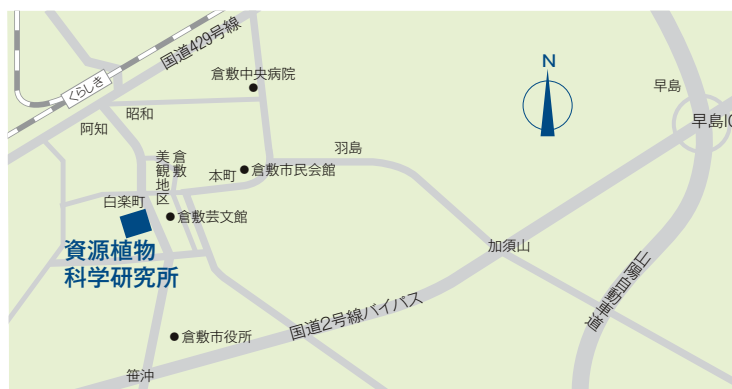 国道429号線
倉敷中央病院
くらしき
昭和
阿知
N
早島
早島IC
羽島
倉敷
美観地区
本町
倉敷市民会館
白楽町
倉敷芸文館
資源植物
科学研究所
加須山
山陽自動車道
国道2号線バイパス
倉敷市役所
笹沖